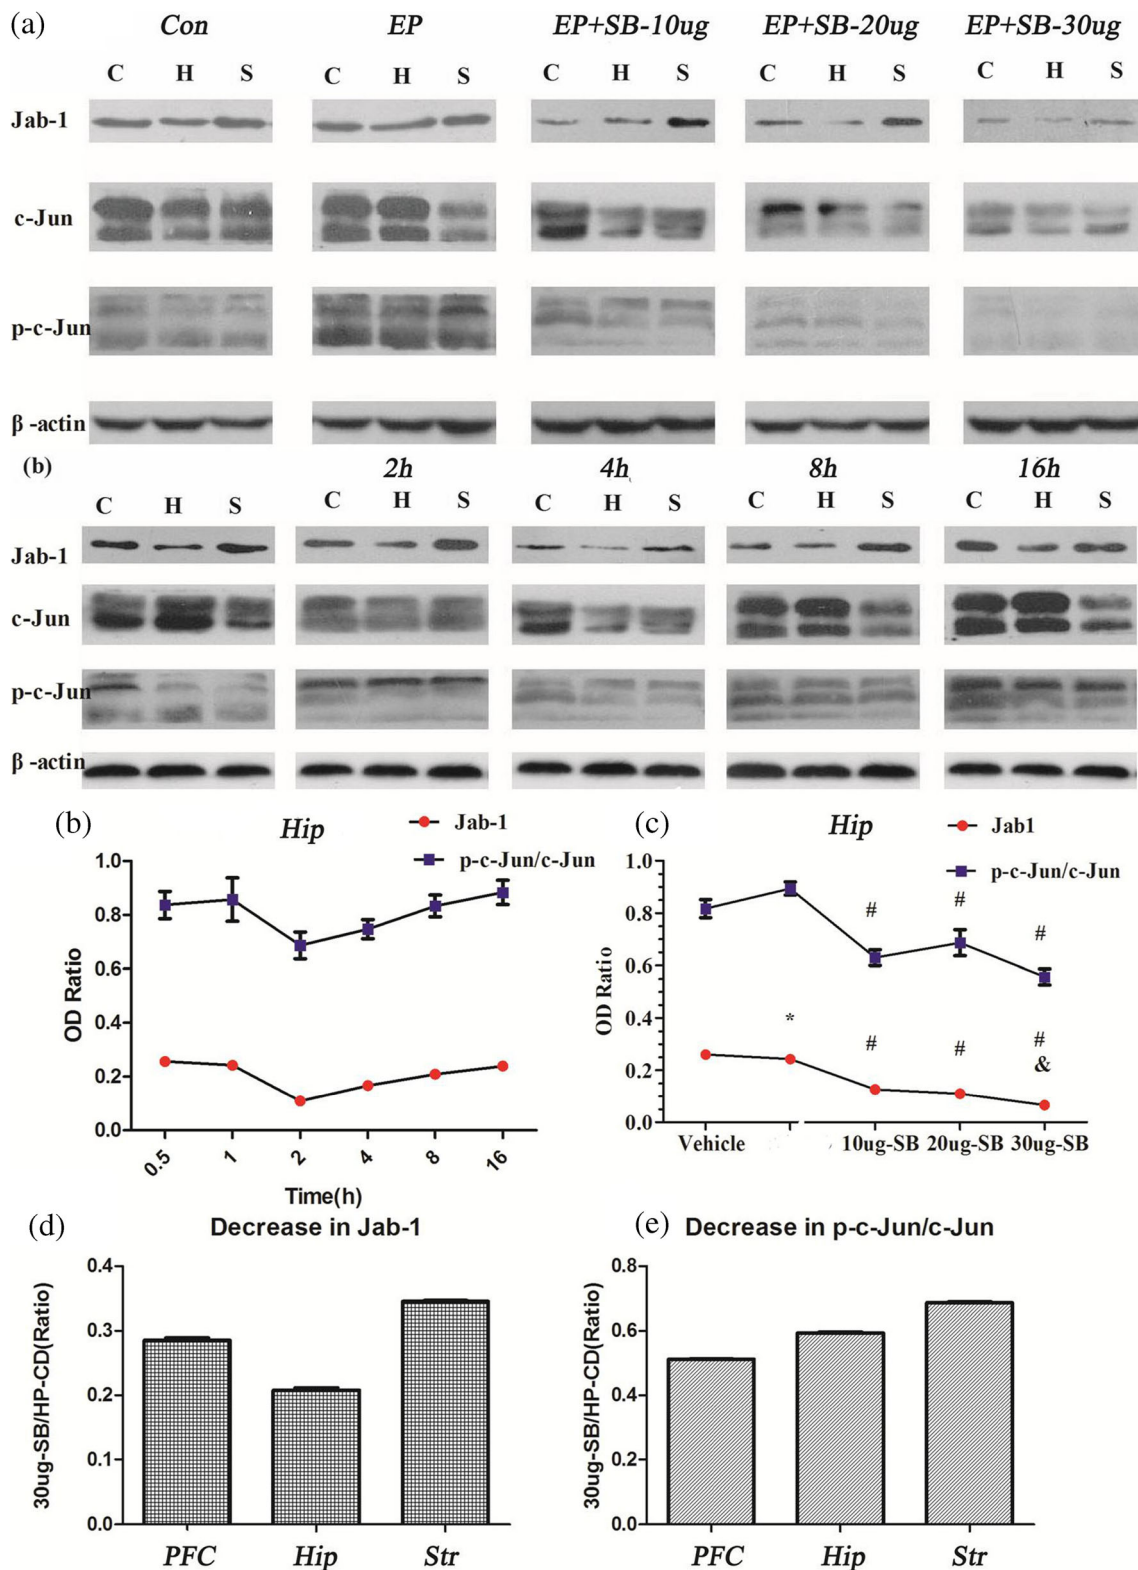 (a)
Con EP EP+SB-10ug EP+SB-20ug EP+SB-30ug
C H S C H S C H S C H S C H S
Jab-1
c-Jun
p-c-Jun
β -actin
(b)
2h 4h 8h 16h
C H S C H S C H S C H S C H S
Jab-1
c-Jun
p-c-Jun
β -actin
(b)
Hip
Jab-1
p-c-Jun/c-Jun
OD Ratio
1.0
0.8
0.6
0.4
0.2
0.0
0.5 1 2 4 8 16
Time(h)
(c)
Hip
Jab1
p-c-Jun/c-Jun
OD Ratio
1.0
0.8
0.6
0.4
0.2
0.0
# # #
* # # #
&
Vehicle 10ug-SB 20ug-SB 30ug-SB
(d)
Decrease in Jab-1
30ug-SB/HP-CD(Ratio)
0.4
0.3
0.2
0.1
0.0
PFC Hip Str
(e)
Decrease in p-c-Jun/c-Jun
30ug-SB/HP-CD(Ratio)
0.8
0.6
0.4
0.2
0.0
PFC Hip Str